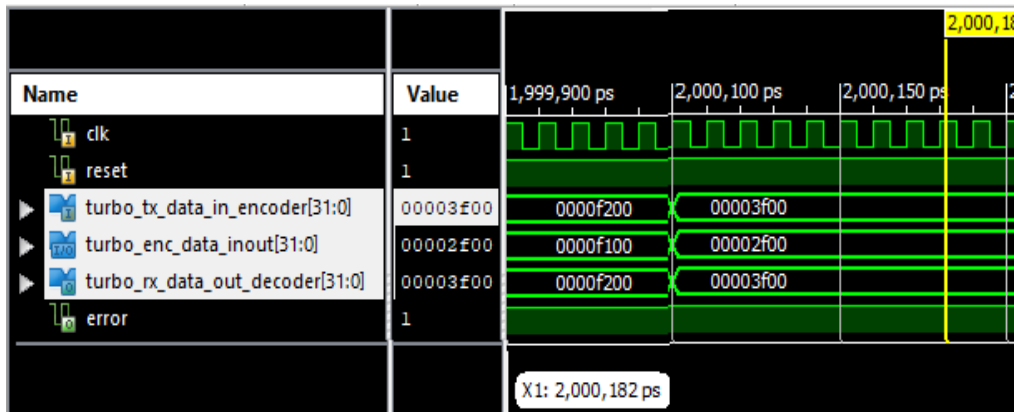 2,000,18
Name Value 1,999,900 ps 2,000,100 ps 2,000,150 ps
clk 1
reset 1
turbo_tx_data_in_encoder[31:0] 00003f00 0000f200 00003f00
turbo_enc_data_inout[31:0] 00002f00 0000f100 00002f00
turbo_rx_data_out_decoder[31:0] 00003f00 0000f200 00003f00
error 1
X1: 2,000,182 ps